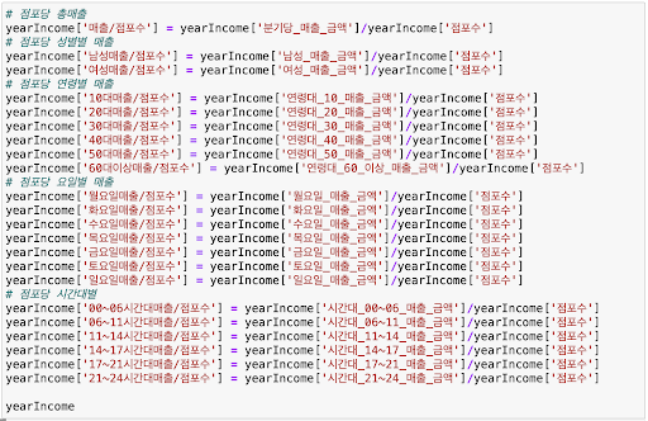 # 점포당 총매출
yearIncome['매출/점포수'] = yearIncome['분기당_매출_금액']/yearIncome['점포수']
# 점포당 성별별 매출
yearIncome['남성매출/점포수'] = yearIncome['남성_매출_금액']/yearIncome['점포수']
yearIncome['여성매출/점포수'] = yearIncome['여성_매출_금액']/yearIncome['점포수']
# 점포당 연령별 매출
yearIncome['10대매출/점포수'] = yearIncome['연령대_10_매출_금액']/yearIncome['점포수']
yearIncome['20대매출/점포수'] = yearIncome['연령대_20_매출_금액']/yearIncome['점포수']
yearIncome['30대매출/점포수'] = yearIncome['연령대_30_매출_금액']/yearIncome['점포수']
yearIncome['40대매출/점포수'] = yearIncome['연령대_40_매출_금액']/yearIncome['점포수']
yearIncome['50대매출/점포수'] = yearIncome['연령대_50_매출_금액']/yearIncome['점포수']
yearIncome['60대이상매출/점포수'] = yearIncome['연령대_60_이상_매출_금액']/yearIncome['점포수']
# 점포당 요일별 매출
yearIncome['월요일매출/점포수'] = yearIncome['월요일_매출_금액']/yearIncome['점포수']
yearIncome['화요일매출/점포수'] = yearIncome['화요일_매출_금액']/yearIncome['점포수']
yearIncome['수요일매출/점포수'] = yearIncome['수요일_매출_금액']/yearIncome['점포수']
yearIncome['목요일매출/점포수'] = yearIncome['목요일_매출_금액']/yearIncome['점포수']
yearIncome['금요일매출/점포수'] = yearIncome['금요일_매출_금액']/yearIncome['점포수']
yearIncome['토요일매출/점포수'] = yearIncome['토요일_매출_금액']/yearIncome['점포수']
yearIncome['일요일매출/점포수'] = yearIncome['일요일_매출_금액']/yearIncome['점포수']
# 점포당 시간대별
yearIncome['00~06시간대매출/점포수'] = yearIncome['시간대_00~06_매출_금액']/yearIncome['점포수']
yearIncome['06~11시간대매출/점포수'] = yearIncome['시간대_06~11_매출_금액']/yearIncome['점포수']
yearIncome['11~14시간대매출/점포수'] = yearIncome['시간대_11~14_매출_금액']/yearIncome['점포수']
yearIncome['14~17시간대매출/점포수'] = yearIncome['시간대_14~17_매출_금액']/yearIncome['점포수']
yearIncome['17~21시간대매출/점포수'] = yearIncome['시간대_17~21_매출_금액']/yearIncome['점포수']
yearIncome['21~24시간대매출/점포수'] = yearIncome['시간대_21~24_매출_금액']/yearIncome['점포수']
yearIncome